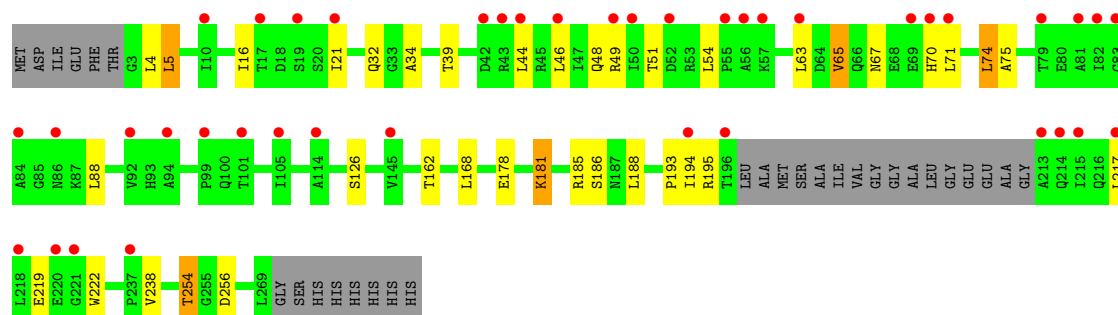 MET ASP ILE GLU PHE THR G3 L4 L5 I10 I16 T17 D18 S19 S20 I21 Q32 G33 A34 T39 D42 R43 L44 R45 L46 I47 Q48 R49 I50 T51 D52 R53 L54 P55 A56 K57 L63 D64 V65 Q66 N67 E68 E69 H70 L71 L74 A75 T79 E80 A81 I82 G83
A84 G85 N86 K87 L88 V92 H93 A94 P99 Q100 T101 I105 A114 S126 V145 T162 L168 E178 K181 R185 S186 N187 L188 P193 I194 R195 T196 LEU ALA MET SER ALA ILE VAL GLY GLY ALA LEU GLY GLU GLU ALA GLY A213 Q214 I215 Q216 L217
L218 E219 E220 G221 W222 P237 V238 T254 G255 D256 L269 GLY SER HIS HIS HIS HIS HIS HIS